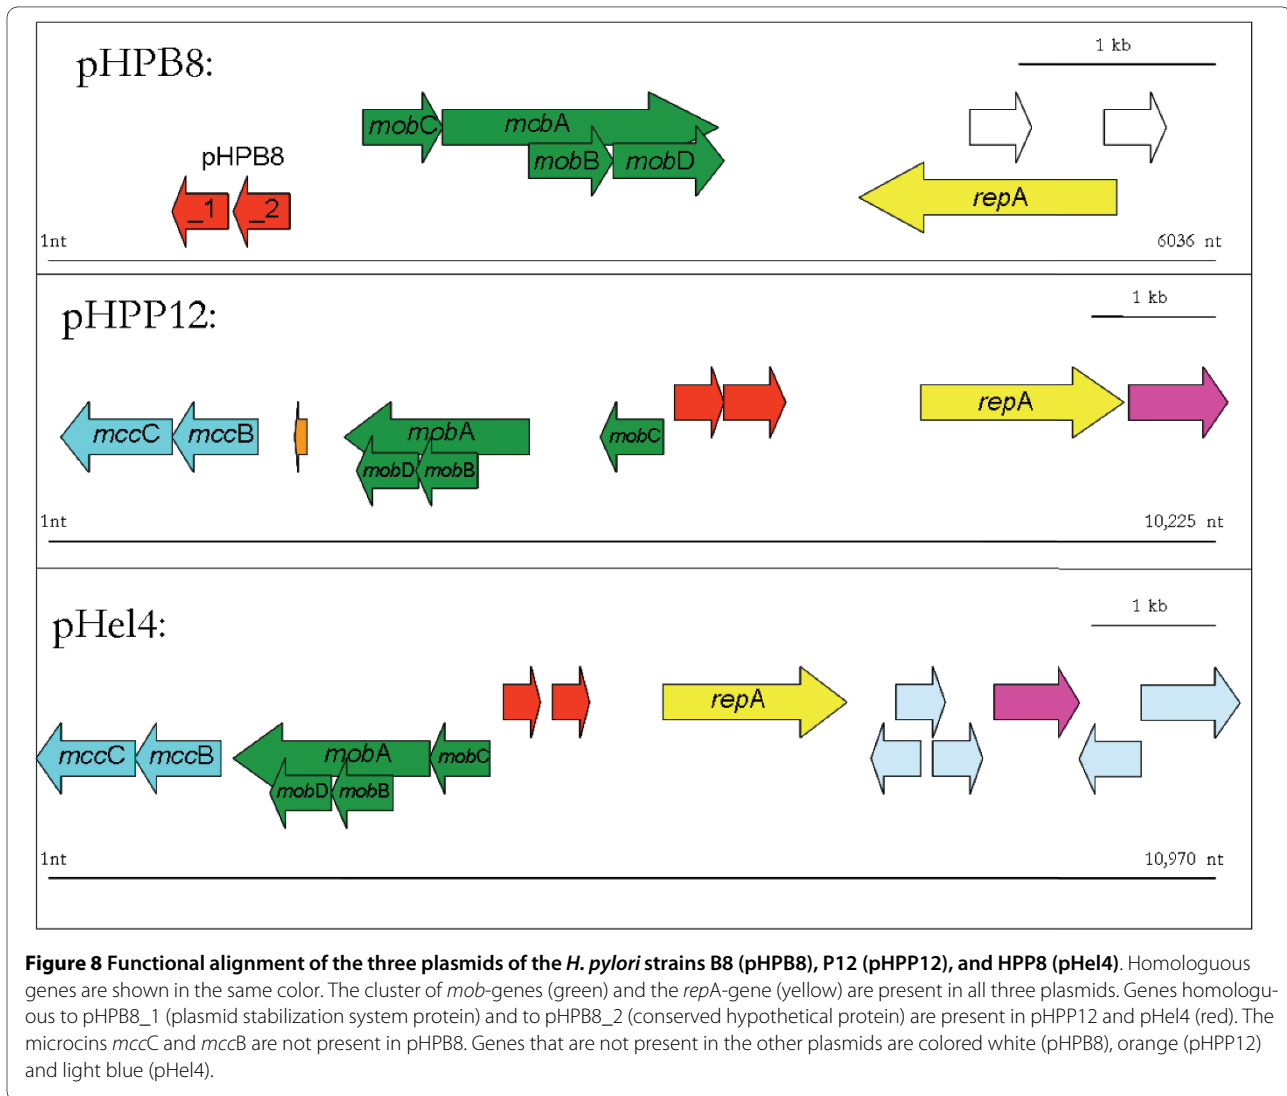 pHPB8:
1 kb
mobC
mobA
mobB
mobD
pHPB8
_1
_2
repA
1nt
6036 nt
pHPP12:
1 kb
mccC
mccB
mobA
mobD
mobB
mobC
repA
1nt
10,225 nt
pHel4:
1 kb
mccC
mccB
mobA
mobC
mobD
mobB
repA
1nt
10,970 nt
Figure 8 Functional alignment of the three plasmids of the H. pylori strains B8 (pHPB8), P12 (pHPP12), and HPP8 (pHel4). Homologuous
genes are shown in the same color. The cluster of mob-genes (green) and the repA-gene (yellow) are present in all three plasmids. Genes homologu-
ous to pHPB8_1 (plasmid stabilization system protein) and to pHPB8_2 (conserved hypothetical protein) are present in pHPP12 and pHel4 (red). The
microcins mccC and mccB are not present in pHPB8. Genes that are not present in the other plasmids are colored white (pHPB8), orange (pHPP12)
and light blue (pHel4).